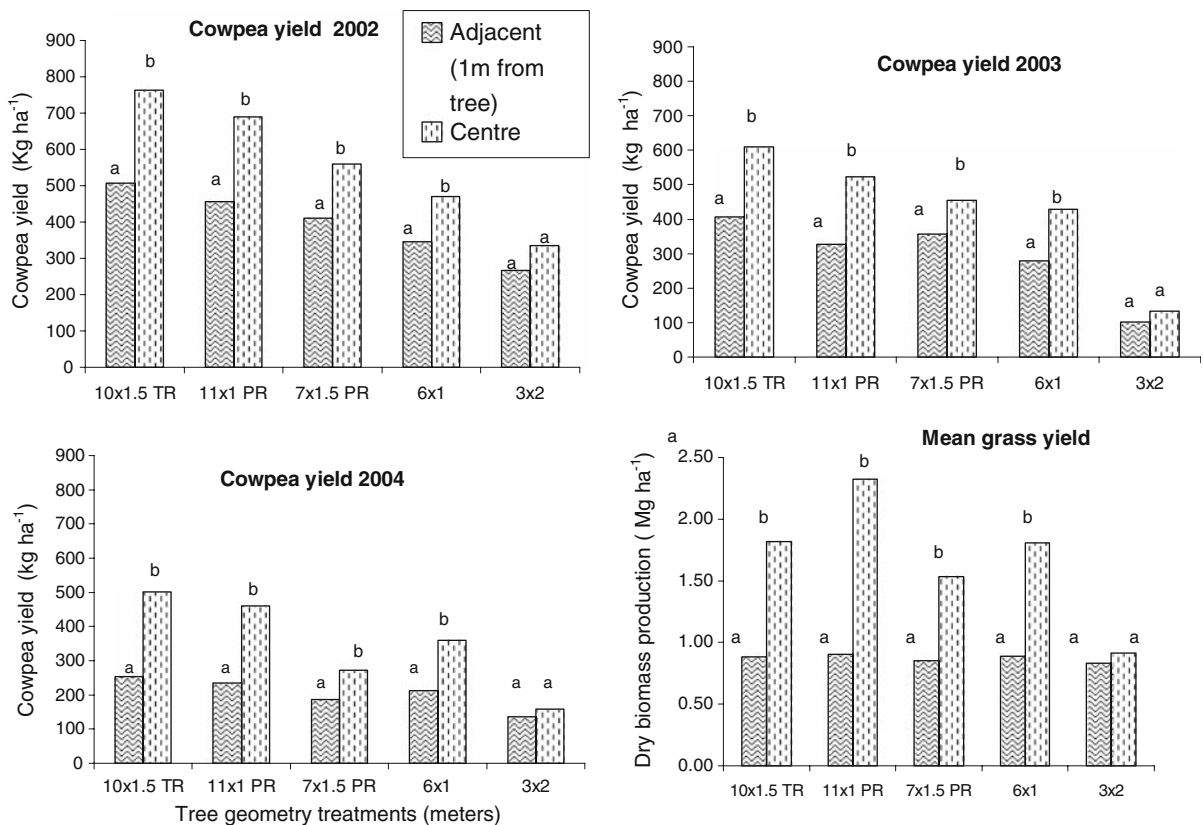 Cowpea yield 2002
Adjacent
(1m from
tree)
Centre
Cowpea yield (Kg ha-1)
900
800
700
600
500
400
300
200
100
0
a b a b a b a b a a
10x1.5 TR 11x1 PR 7x1.5 PR 6x1 3x2
Cowpea yield 2003
Cowpea yield (kg ha-1)
900
800
700
600
500
400
300
200
100
0
a b a b a b a b a a
10x1.5 TR 11x1 PR 7x1.5 PR 6x1 3x2
Cowpea yield 2004
Cowpea yield (kg ha-1)
900
800
700
600
500
400
300
200
100
0
a b a b a b a b a a
10x1.5 TR 11x1 PR 7x1.5 PR 6x1 3x2
Tree geometry treatments (meters)
Mean grass yield
a
Dry biomass production ( Mg ha-1)
2.50
2.00
1.50
1.00
0.50
0.00
a b a b a b a b a a
10x1.5 TR 11x1 PR 7x1.5 PR 6x1 3x2